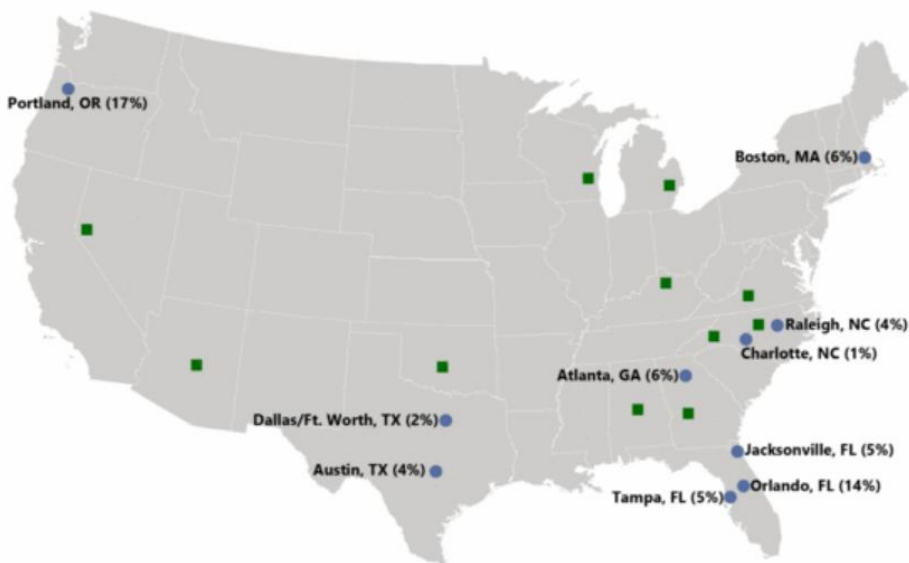 Portland, OR (17%)
Boston, MA (6%)
Raleigh, NC (4%)
Charlotte, NC (1%)
Atlanta, GA (6%)
Dallas/Ft. Worth, TX (2%)
Jacksonville, FL (5%)
Austin, TX (4%)
Orlando, FL (14%)
Tampa, FL (5%)